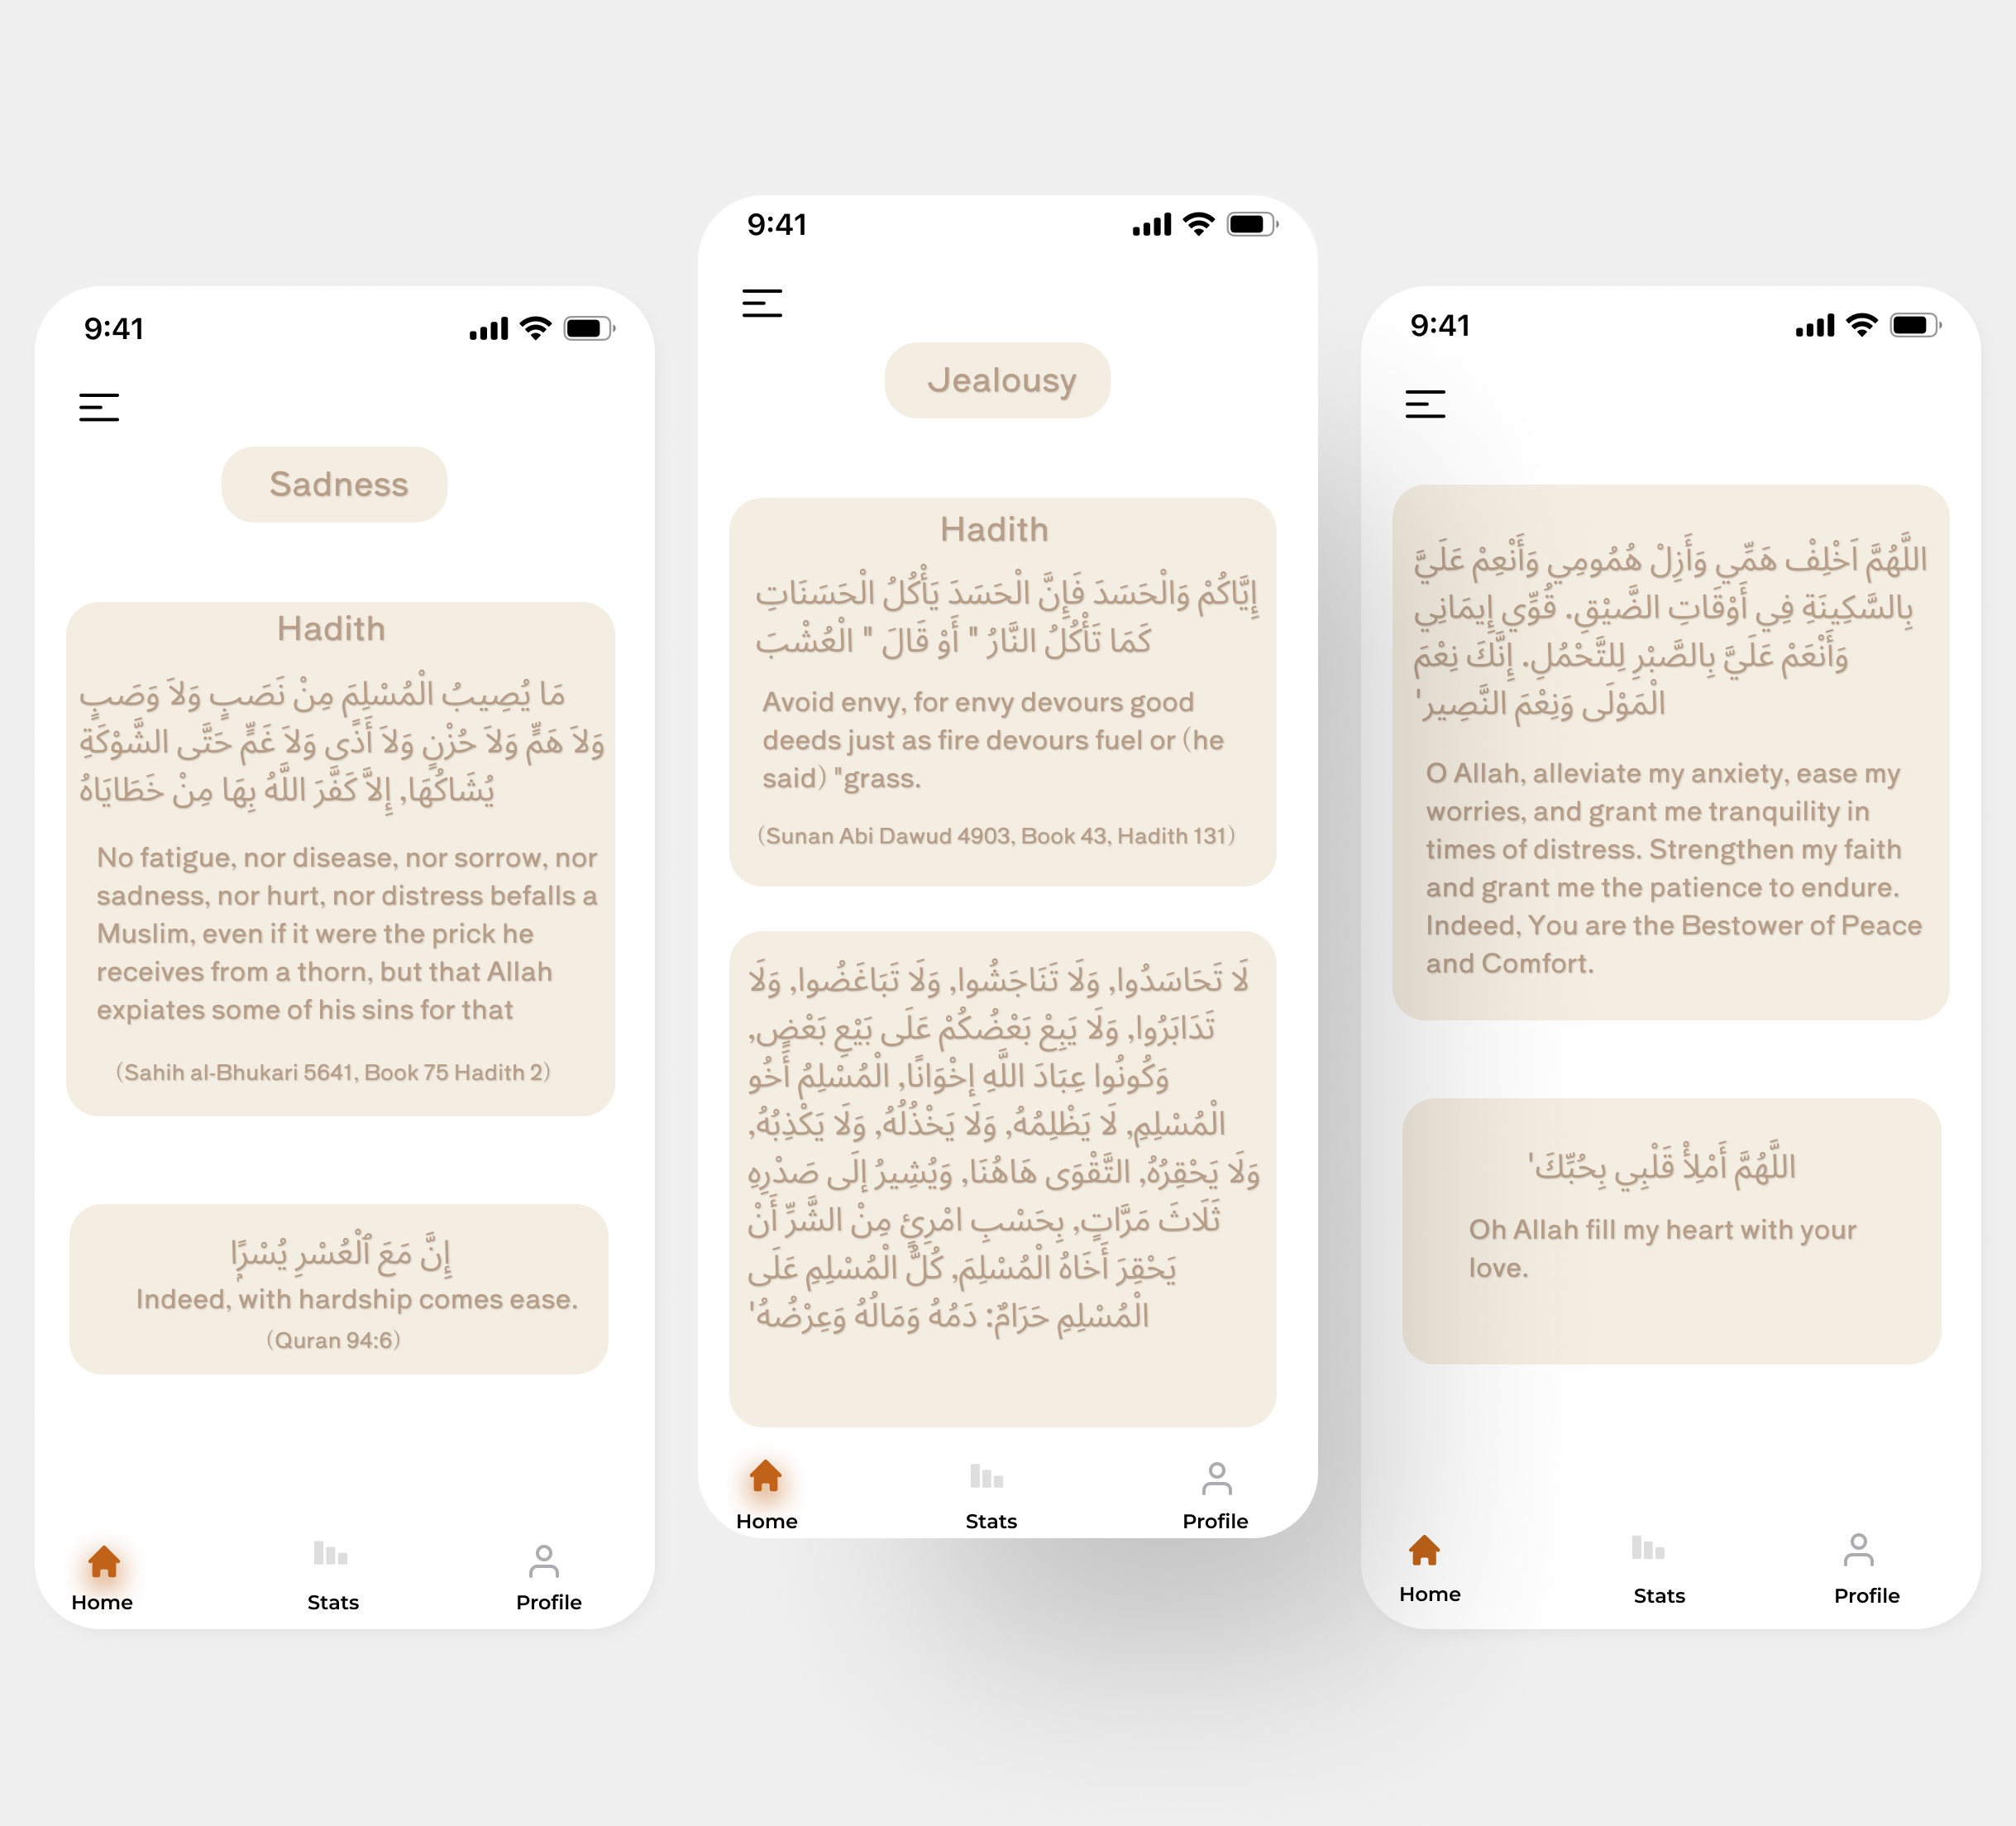 9:41
Sadness
Hadith
مَا يُصِيبُ الْمُسْلِمَ مِنْ نَصَبٍ وَلاَ وَصَبٍ
وَلاَ هَمٍّ وَلاَ حُزْنٍ وَلاَ أَذًى وَلاَ غَمٍّ حَتَّى الشَّوْكَةِ
يُشَاكُهَا, إِلاَّ كَفَّرَ اللَّهُ بِهَا مِنْ خَطَايَاهُ
No fatigue, nor disease, nor sorrow, nor
sadness, nor hurt, nor distress befalls a
Muslim, even if it were the prick he
receives from a thorn, but that Allah
expiates some of his sins for that
(Sahih al-Bhukari 5641, Book 75 Hadith 2)
إِنَّ مَعَ ٱلْعُسْرِ يُسْرًۭا
Indeed, with hardship comes ease.
(Quran 94:6)
Home
Stats
Profile
9:41
Jealousy
Hadith
إِيَّاكُمْ وَالْحَسَدَ فَإِنَّ الْحَسَدَ يَأْكُلُ الْحَسَنَاتِ
كَمَا تَأْكُلُ النَّارُ " أَوْ قَالَ " الْعُشْبَ
Avoid envy, for envy devours good
deeds just as fire devours fuel or (he
said) "grass.
(Sunan Abi Dawud 4903, Book 43, Hadith 131)
لَا تَحَاسَدُوا, وَلَا تَنَاجَشُوا, وَلَا تَبَاغَضُوا, وَلَا
تَدَابَرُوا, وَلَا يَبِعْ بَعْضُكُمْ عَلَى بَيْعِ بَعْضٍ,
وَكُونُوا عِبَادَ اللَّهِ إخْوَانًا, الْمُسْلِمُ أَخُو
الْمُسْلِمِ, لَا يَظْلِمُهُ, وَلَا يَخْذُلُهُ, وَلَا يَكْذِبُهُ,
وَلَا يَحْقِرُهُ, التَّقْوَى هَاهُنَا, وَيُشِيرُ إلَى صَدْرِهِ
ثَلَاثَ مَرَّاتٍ, بِحَسْبِ امْرِئٍ مِنْ الشَّرِّ أَنْ
يَحْقِرَ أَخَاهُ الْمُسْلِمَ, كُلُّ الْمُسْلِمِ عَلَى
الْمُسْلِمِ حَرَامٌ: دَمُهُ وَمَالُهُ وَعِرْضُهُ'
Home
Stats
Profile
9:41
اللَّهُمَّ اَخْلِفْ هَمِّي وَأَزِلْ هُمُومِي وَأَنْعِمْ عَلَيَّ
بِالسَّكِينَةِ فِي أَوْقَاتِ الضَّيْقِ. قُوِّي إِيمَانِي
وَأَنْعَمْ عَلَيَّ بِالصَّبْرِ لِلتَّحْمُلِ. إِنَّكَ نِعْمَ
الْمَوْلَى وَنِعْمَ النَّصِير'
O Allah, alleviate my anxiety, ease my
worries, and grant me tranquility in
times of distress. Strengthen my faith
and grant me the patience to endure.
Indeed, You are the Bestower of Peace
and Comfort.
اللَّهُمَّ أَمْلِأْ قَلْبِي بِحُبِّكَ'
Oh Allah fill my heart with your
love.
Home
Stats
Profile